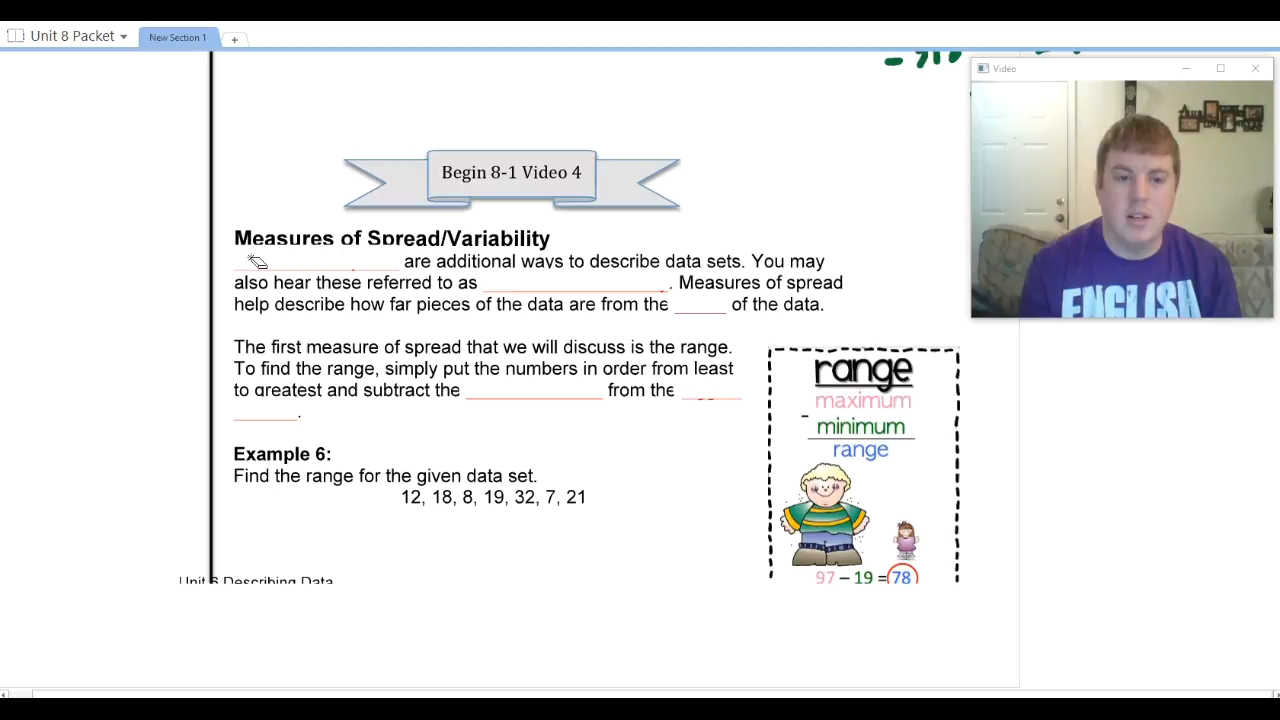 Unit 8 Packet
New Section 1
+
Video
Begin 8-1 Video 4
Measures of Spread/Variability
are additional ways to describe data sets. You may
also hear these referred to as . Measures of spread
help describe how far pieces of the data are from the of the data.
The first measure of spread that we will discuss is the range.
To find the range, simply put the numbers in order from least
to greatest and subtract the from the
.
Example 6:
Find the range for the given data set.
12, 18, 8, 19, 32, 7, 21
range
maximum
- minimum
range
97 – 19 = 78
Unit 6 Describing Data
ENGLISH